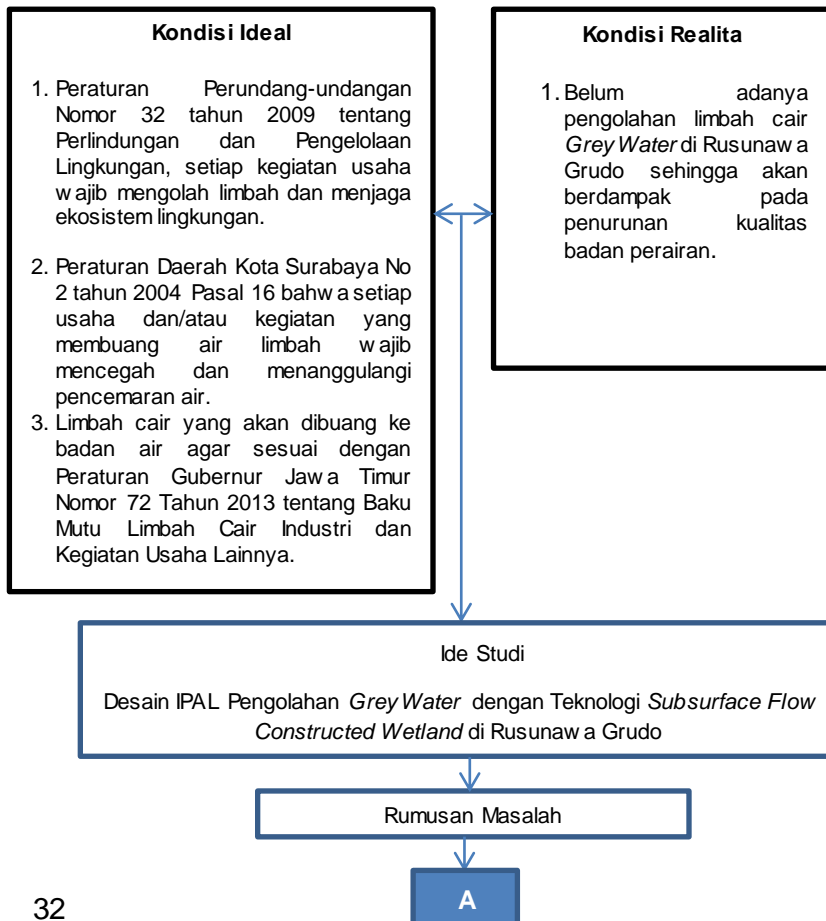 Kondisi Ideal
1. Peraturan Perundang-undangan
Nomor 32 tahun 2009 tentang
Perlindungan dan Pengelolaan
Lingkungan, setiap kegiatan usaha
wajib mengolah limbah dan menjaga
ekosistem lingkungan.
2. Peraturan Daerah Kota Surabaya No
2 tahun 2004 Pasal 16 bahwa setiap
usaha dan/atau kegiatan yang
membuang air limbah wajib
mencegah dan menanggulangi
pencemaran air.
3. Limbah cair yang akan dibuang ke
badan air agar sesuai dengan
Peraturan Gubernur Jawa Timur
Nomor 72 Tahun 2013 tentang Baku
Mutu Limbah Cair Industri dan
Kegiatan Usaha Lainnya.
Kondisi Realita
1. Belum adanya
pengolahan limbah cair
Grey Water di Rusunawa
Grudo sehingga akan
berdampak pada
penurunan kualitas
badan perairan.
Ide Studi
Desain IPAL Pengolahan Grey Water dengan Teknologi Subsurface Flow
Constructed Wetland di Rusunawa Grudo
Rumusan Masalah
A
32